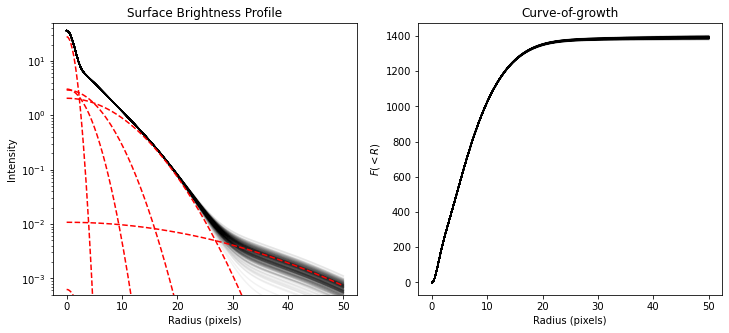 Surface Brightness Profile
Intensity
10¹
10⁰
10⁻¹
10⁻²
10⁻³
0 10 20 30 40 50
Radius (pixels)
Curve-of-growth
F(< R)
1400
1200
1000
800
600
400
200
0
0 10 20 30 40 50
Radius (pixels)